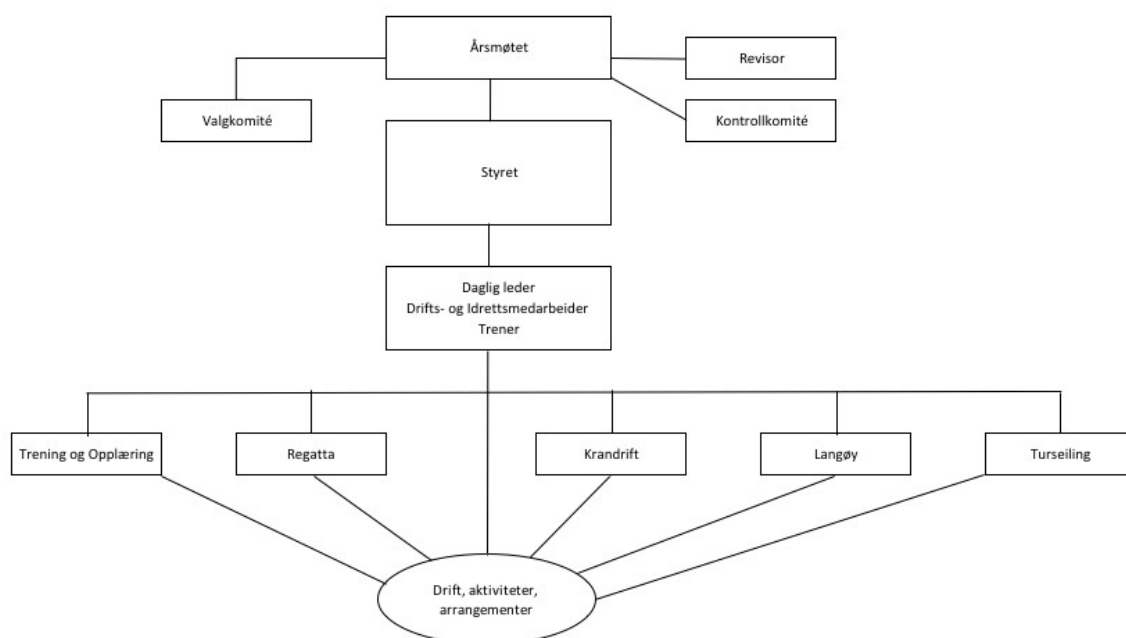 Årsmøtet
Revisor
Valgkomité
Kontrollkomité
Styret
Daglig leder
Drifts- og Idrettsmedarbeider
Trener
Trening og Opplæring
Regatta
Krandrift
Langøy
Turseiling
Drift, aktiviteter,
arrangementer